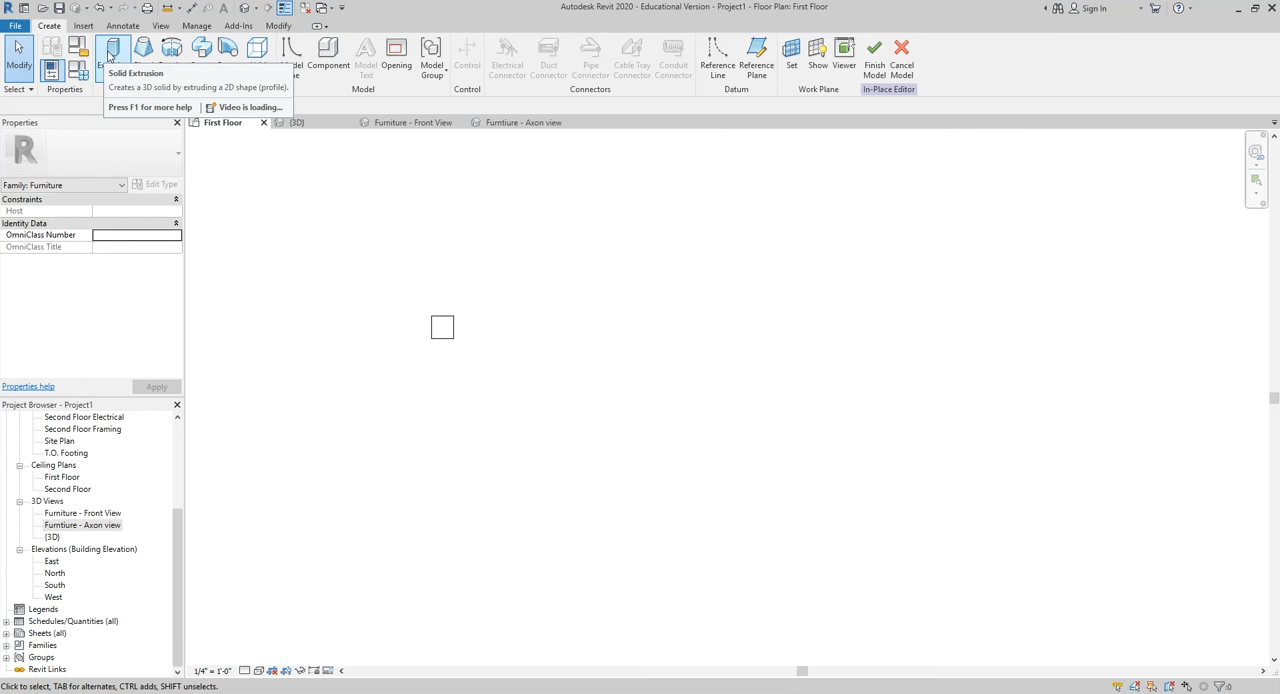 Autodesk Revit 2020 - Educational Version - Project1 - Floor Plan: First Floor
Sign In
File Create Insert Annotate View Manage Add-Ins Modify
Modify
Component
Model Text
Opening
Model Group
Control
Electrical Connector
Duct Connector
Pipe Connector
Cable Tray Connector
Conduit Connector
Reference Line
Reference Plane
Set
Show
Viewer
Finish Model
Cancel Model
Select
Properties
Model
Control
Connectors
Datum
Work Plane
In-Place Editor
Solid Extrusion
Creates a 3D solid by extruding a 2D shape (profile).
Press F1 for more help
Video is loading...
Properties
First Floor
{3D}
Furniture - Front View
Furntiure - Axon view
Family: Furniture
Edit Type
Constraints
Host
Identity Data
OmniClass Number
OmniClass Title
Properties help
Apply
Project Browser - Project1
Second Floor Electrical
Second Floor Framing
Site Plan
T.O. Footing
Ceiling Plans
First Floor
Second Floor
3D Views
Furniture - Front View
Furntiure - Axon view
{3D}
Elevations (Building Elevation)
East
North
South
West
Legends
Schedules/Quantities (all)
Sheets (all)
Families
Groups
Revit Links
1/4" = 1'-0"
Click to select, TAB for alternates, CTRL adds, SHIFT unselects.
:0